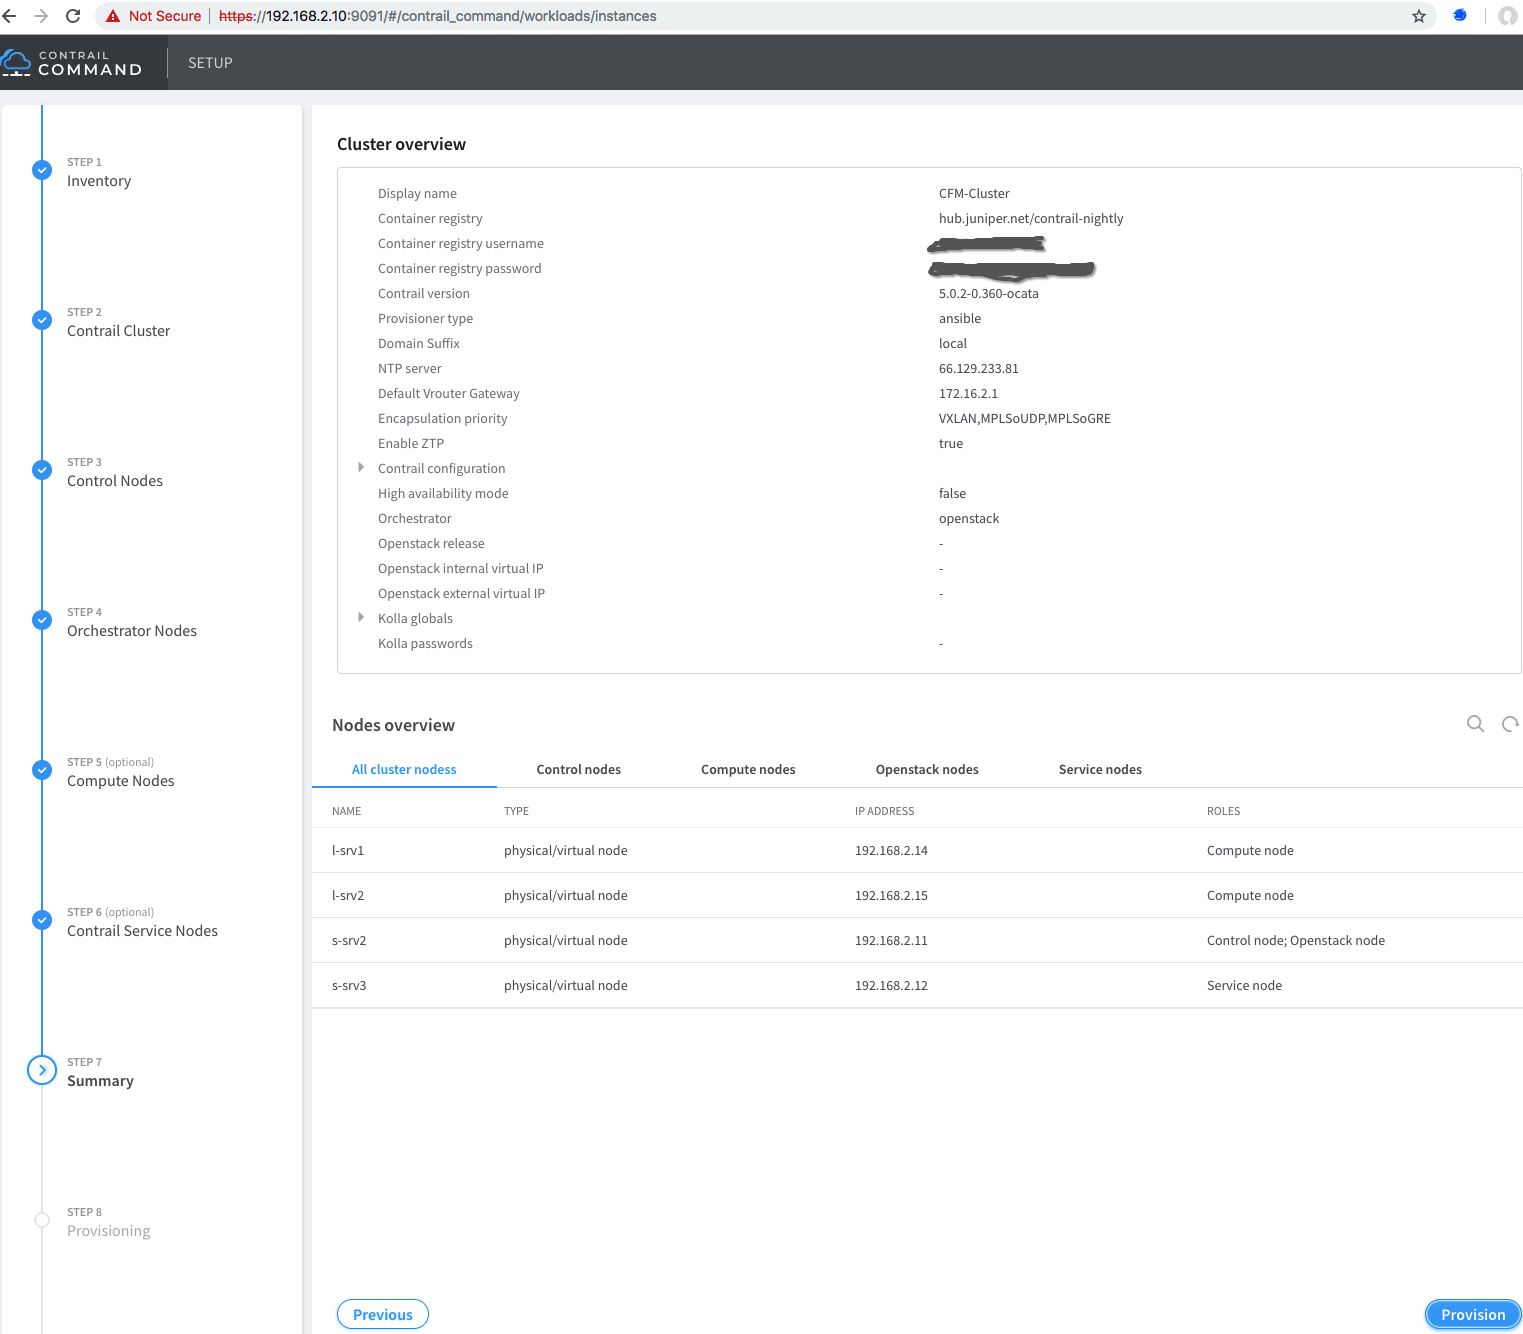 Not Secure | https://192.168.2.10:9091/#/contrail_command/workloads/instances
CONTRAIL
COMMAND
SETUP
STEP 1
Inventory
STEP 2
Contrail Cluster
STEP 3
Control Nodes
STEP 4
Orchestrator Nodes
STEP 5 (optional)
Compute Nodes
STEP 6 (optional)
Contrail Service Nodes
STEP 7
Summary
STEP 8
Provisioning
Cluster overview
Display name CFM-Cluster
Container registry hub.juniper.net/contrail-nightly
Container registry username
Container registry password
Contrail version 5.0.2-0.360-ocata
Provisioner type ansible
Domain Suffix local
NTP server 66.129.233.81
Default Vrouter Gateway 172.16.2.1
Encapsulation priority VXLAN,MPLSoUDP,MPLSoGRE
Enable ZTP true
Contrail configuration
High availability mode false
Orchestrator openstack
Openstack release -
Openstack internal virtual IP -
Openstack external virtual IP -
Kolla globals
Kolla passwords -
Nodes overview
All cluster nodess Control nodes Compute nodes Openstack nodes Service nodes
NAME TYPE IP ADDRESS ROLES
l-srv1 physical/virtual node 192.168.2.14 Compute node
l-srv2 physical/virtual node 192.168.2.15 Compute node
s-srv2 physical/virtual node 192.168.2.11 Control node; Openstack node
s-srv3 physical/virtual node 192.168.2.12 Service node
Previous Provision